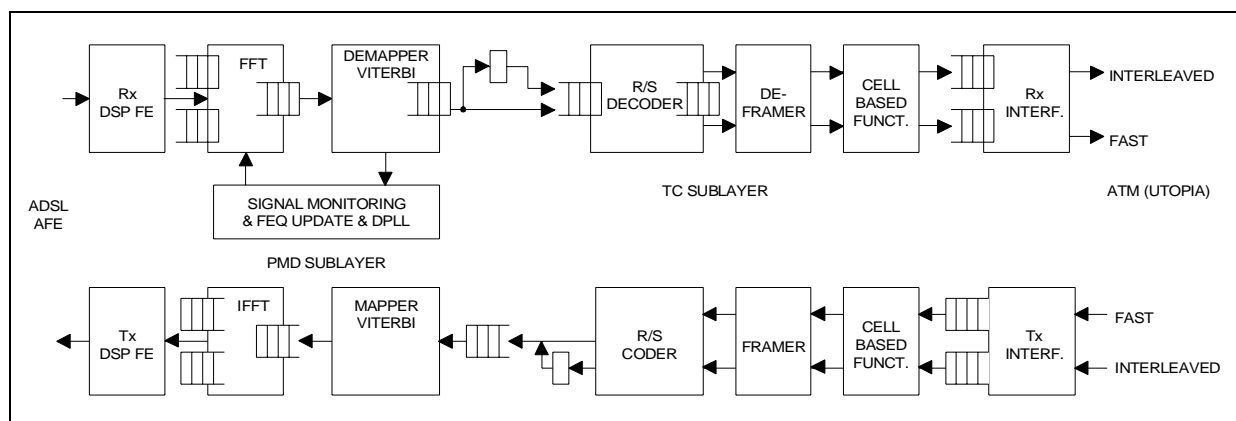 Rx
DSP FE
FFT
DEMAPPER
VITERBI
R/S
DECODER
DE-
FRAMER
CELL
BASED
FUNCT.
Rx
INTERF.
INTERLEAVED
FAST
SIGNAL MONITORING
& FEQ UPDATE & DPLL
TC SUBLAYER
ATM (UTOPIA)
ADSL
AFE
PMD SUBLAYER
Tx
DSP FE
IFFT
MAPPER
VITERBI
R/S
CODER
FRAMER
CELL
BASED
FUNCT.
Tx
INTERF.
FAST
INTERLEAVED